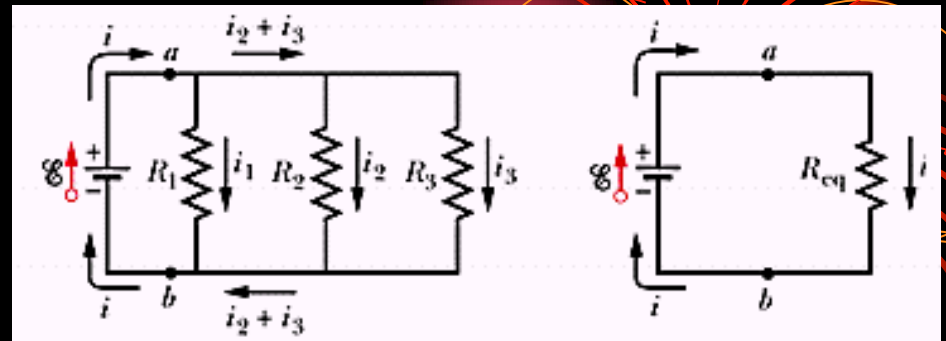 i
a
i₂ + i₃
ℰ
+
−
R₁
i₁
R₂
i₂
R₃
i₃
i
b
i₂ + i₃
i
a
ℰ
+
−
Req
i
i
b